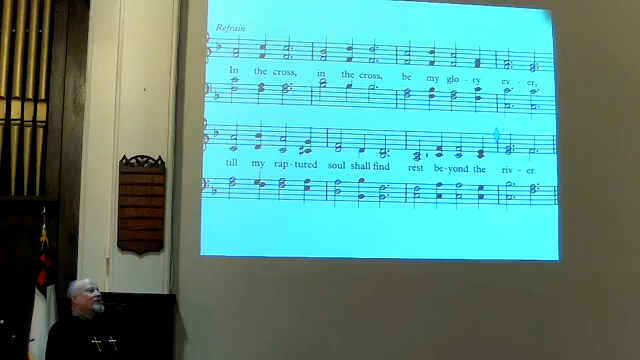 Refrain
In the cross, in the cross, be my glo - ry ev - er,
till my rap - tured soul shall find rest be - yond the riv - er.